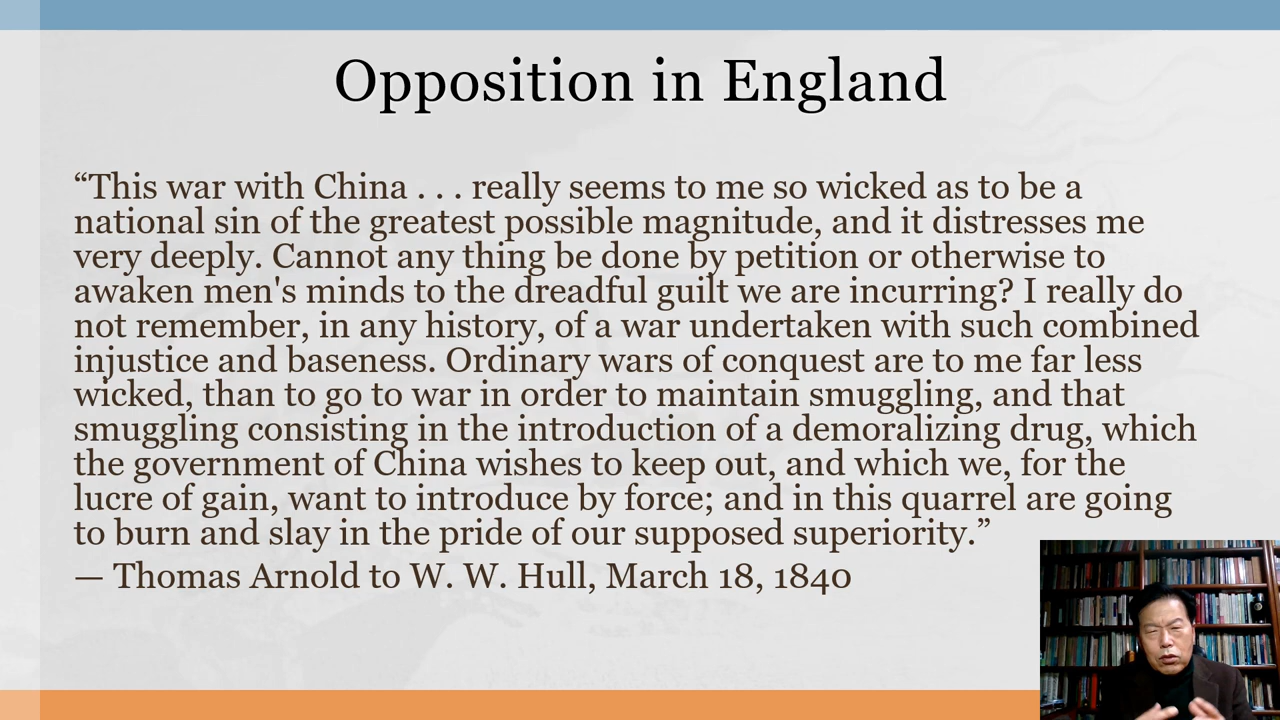 Opposition in England
“This war with China . . . really seems to me so wicked as to be a
national sin of the greatest possible magnitude, and it distresses me
very deeply. Cannot any thing be done by petition or otherwise to
awaken men's minds to the dreadful guilt we are incurring? I really do
not remember, in any history, of a war undertaken with such combined
injustice and baseness. Ordinary wars of conquest are to me far less
wicked, than to go to war in order to maintain smuggling, and that
smuggling consisting in the introduction of a demoralizing drug, which
the government of China wishes to keep out, and which we, for the
lucre of gain, want to introduce by force; and in this quarrel are going
to burn and slay in the pride of our supposed superiority.”
— Thomas Arnold to W. W. Hull, March 18, 1840